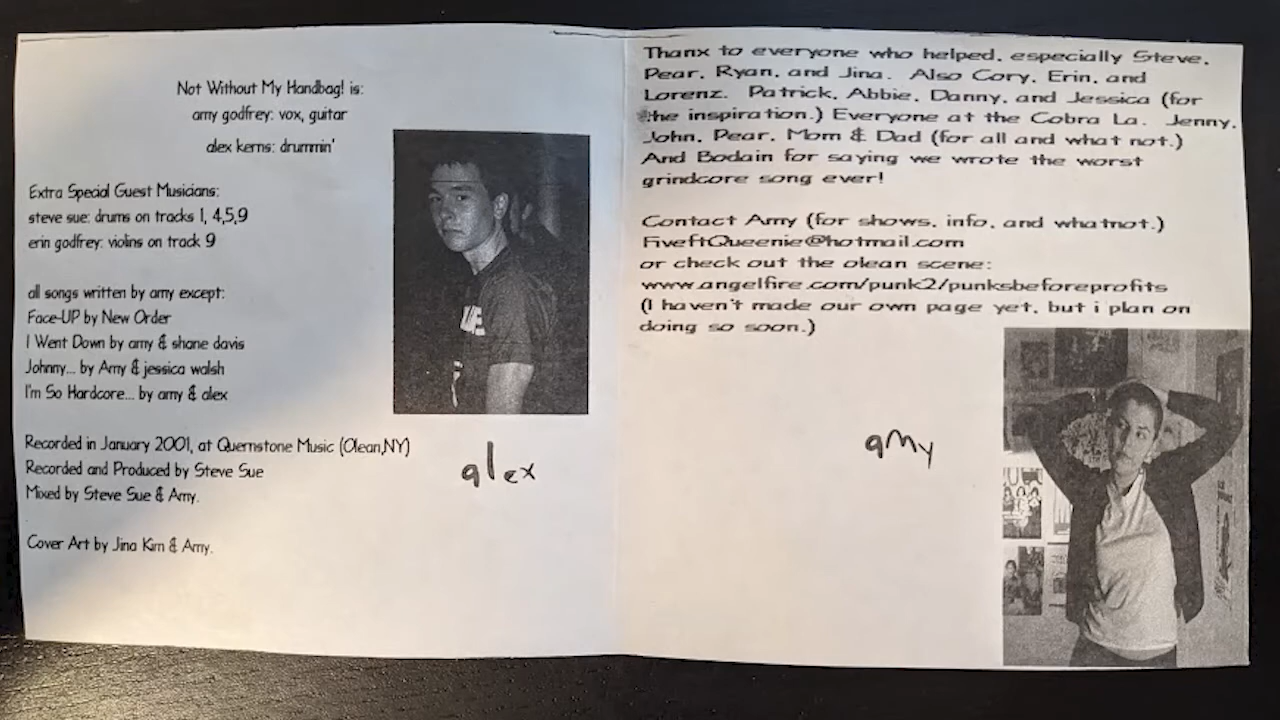 Not Without My Handbag! is:
amy godfrey: vox, guitar
alex kerns: drummin'
Extra Special Guest Musicians:
steve sue: drums on tracks 1, 4,5,9
erin godfrey: violins on track 9
all songs written by amy except:
Face-UP by New Order
I Went Down by amy & shane davis
Johnny... by Amy & jessica walsh
I'm So Hardcore... by amy & alex
Recorded in January 2001, at Quernstone Music (Olean,NY)
Recorded and Produced by Steve Sue
Mixed by Steve Sue & Amy.
Cover Art by Jina Kim & Amy.
alex
Thanx to everyone who helped, especially Steve,
Pear, Ryan, and Jina. Also Cory, Erin, and
Lorenz. Patrick, Abbie, Danny, and Jessica (for
the inspiration.) Everyone at the Cobra La. Jenny,
John, Pear, Mom & Dad (for all and what not.)
And Bodain for saying we wrote the worst
grindcore song ever!
Contact Amy (for shows, info, and whatnot.)
FiveftQueenie@hotmail.com
or check out the olean scene:
www.angelfire.com/punk2/punksbeforeprofits
(I haven't made our own page yet, but i plan on
doing so soon.)
amy